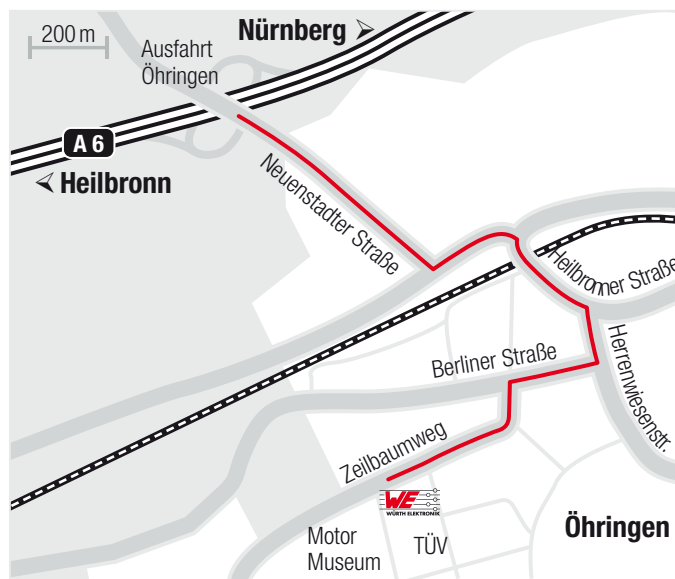 200 m
Nürnberg
Ausfahrt
Öhringen
A 6
Heilbronn
Neuenstadter Straße
Heilbronner Straße
Herrenwiesenstr.
Berliner Straße
Zeilbaumweg
WE
WÜRTH ELEKTRONIK
Motor
Museum
TÜV
Öhringen